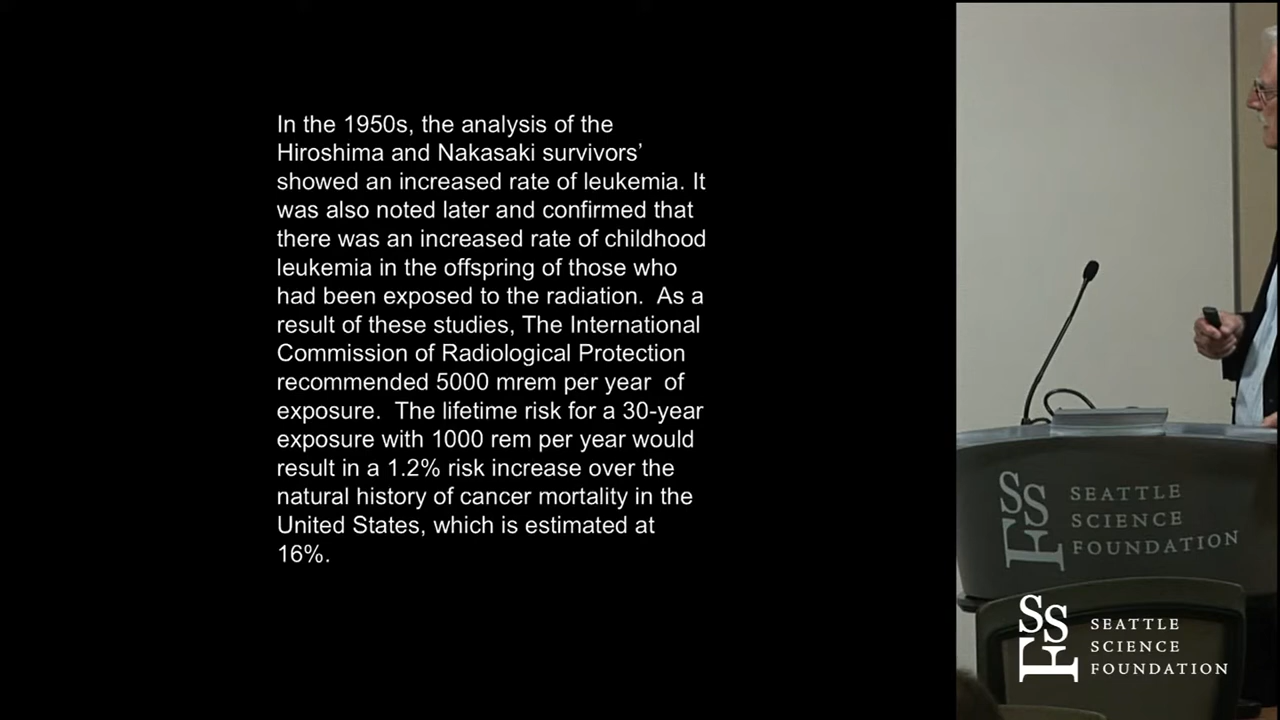 In the 1950s, the analysis of the
Hiroshima and Nakasaki survivors’
showed an increased rate of leukemia. It
was also noted later and confirmed that
there was an increased rate of childhood
leukemia in the offspring of those who
had been exposed to the radiation.  As a
result of these studies, The International
Commission of Radiological Protection
recommended 5000 mrem per year  of
exposure.  The lifetime risk for a 30-year
exposure with 1000 rem per year would
result in a 1.2% risk increase over the
natural history of cancer mortality in the
United States, which is estimated at
16%.
SSF
SEATTLE
SCIENCE
FOUNDATION
SSF
SEATTLE
SCIENCE
FOUNDATION